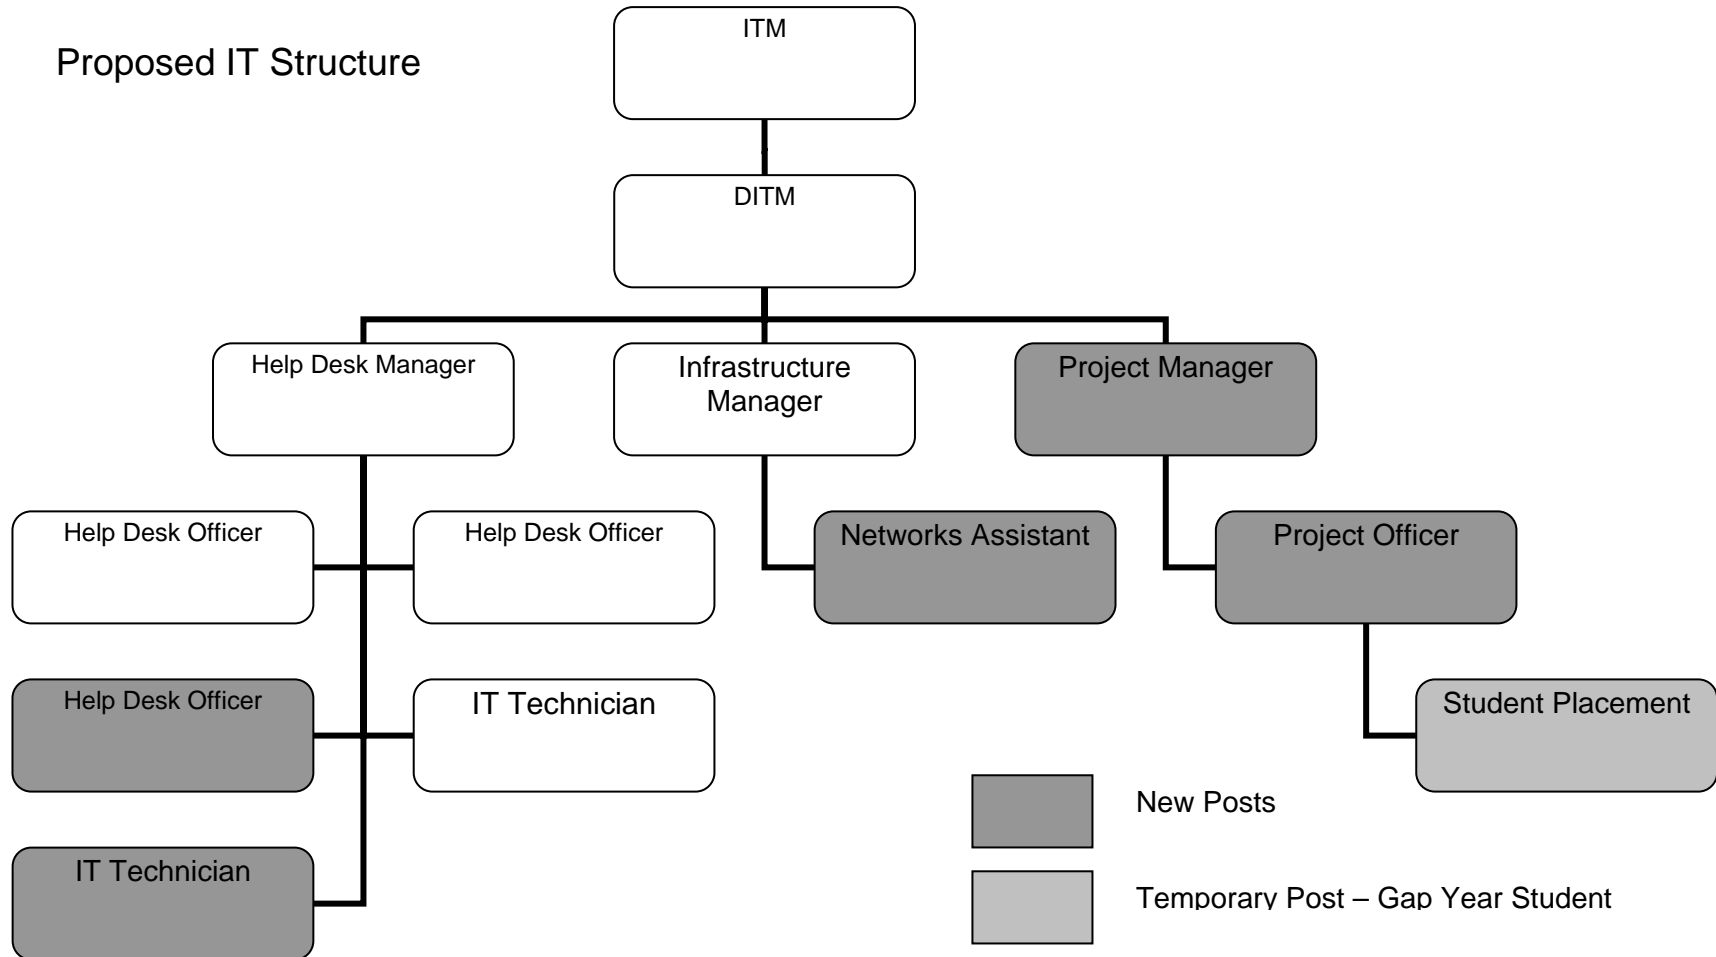 Proposed IT Structure
ITM
DITM
Help Desk Manager
Infrastructure
Manager
Project Manager
Help Desk Officer
Help Desk Officer
Networks Assistant
Project Officer
Help Desk Officer
IT Technician
Student Placement
New Posts
IT Technician
Temporary Post – Gap Year Student